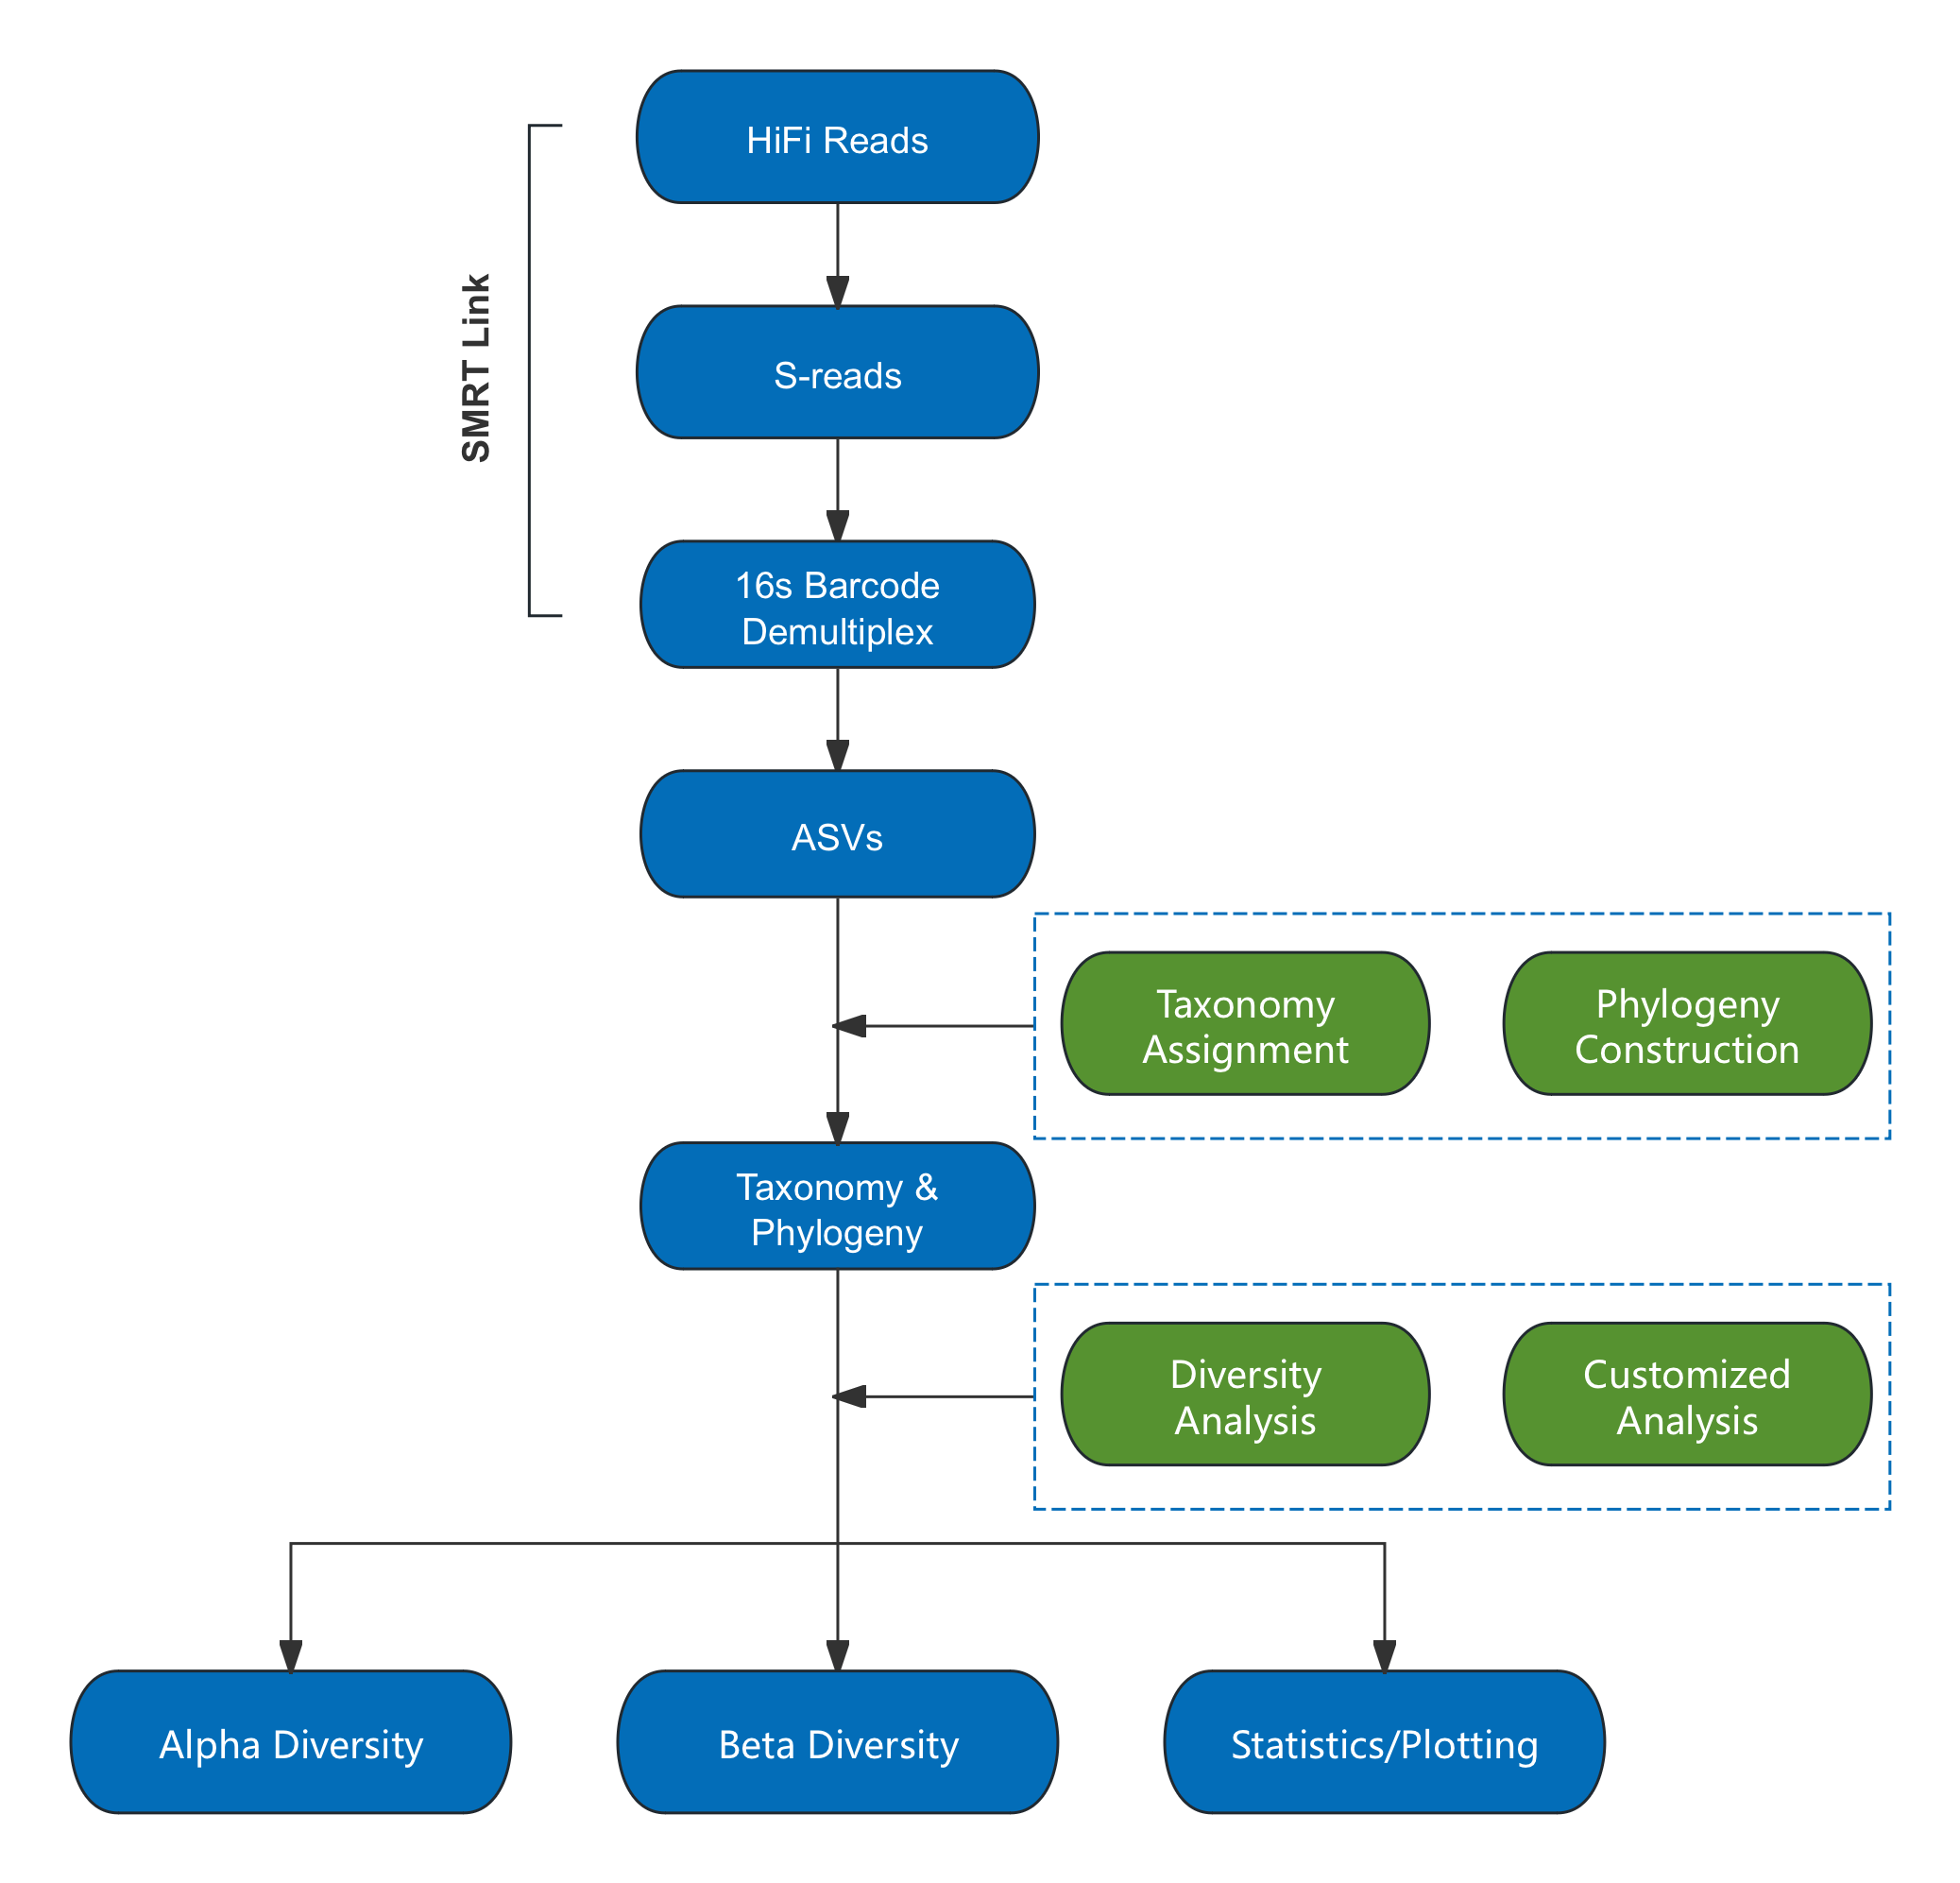 HiFi Reads
SMRT Link
S-reads
16s Barcode
Demultiplex
ASVs
Taxonomy
Assignment
Phylogeny
Construction
Taxonomy &
Phylogeny
Diversity
Analysis
Customized
Analysis
Alpha Diversity
Beta Diversity
Statistics/Plotting